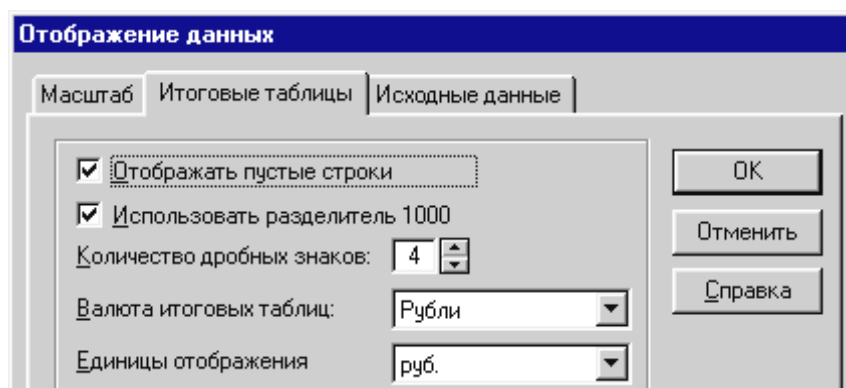 Отображение данных
Масштаб Итоговые таблицы Исходные данные
Отображать пустые строки
OK
Использовать разделитель 1000
Отменить
Количество дробных знаков: 4
Справка
Валюта итоговых таблиц: Рубли
Единицы отображения руб.